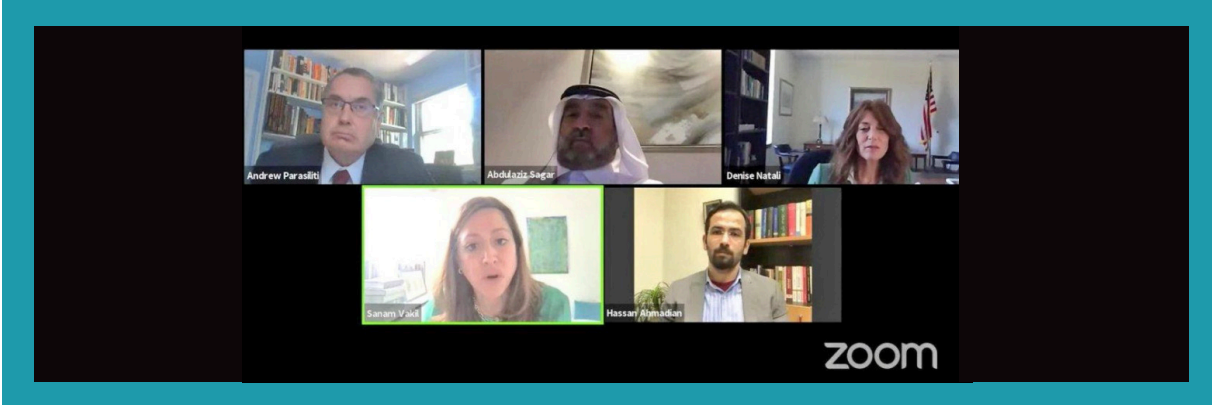 Andrew Parasiliti
Abdulaziz Sagar
Denise Natali
Sanam Vakil
Hassan Ahmadian
zoom